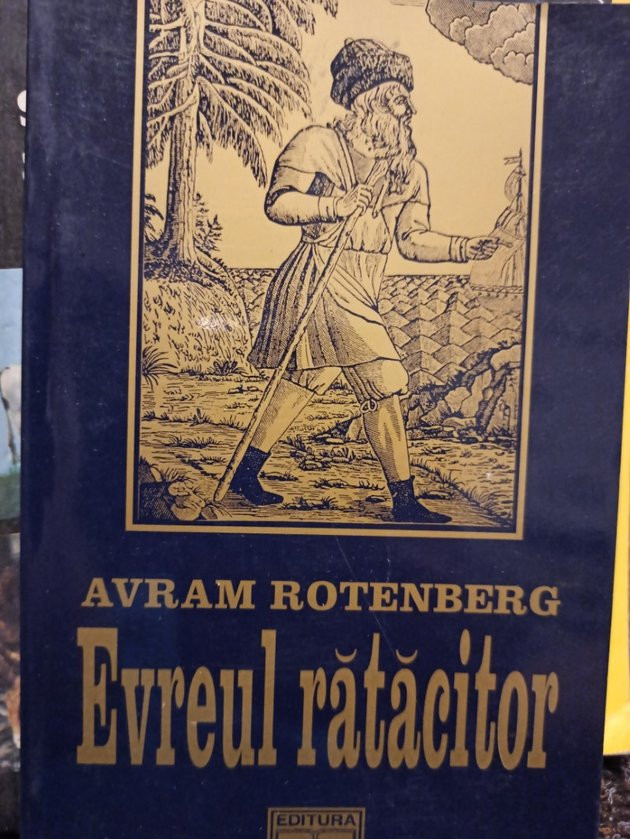 AVRAM ROTENBERG
Evreul rătăcitor
EDITURA